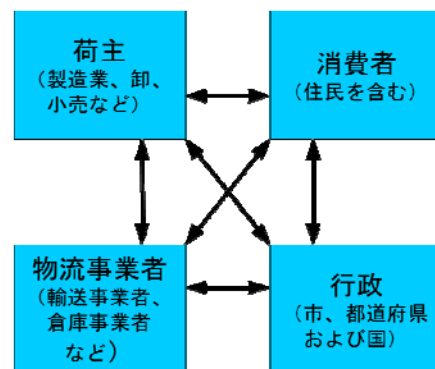 荷主
(製造業、卸、
小売など)
消費者
(住民を含む)
物流事業者
(輸送事業者、
倉庫事業者
など)
行政
(市、都道府県
および国)